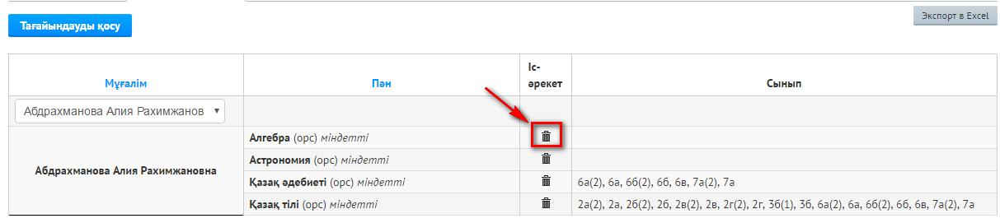 Тағайындауды қосу
Экспорт в Excel
Мұғалім
Пән
Іс-
әрекет
Сынып
Абдрахманова Алия Рахимжанов
Абдрахманова Алия Рахимжановна
Алгебра (орс) міндетті
Астрономия (орс) міндетті
Қазақ әдебиеті (орс) міндетті
6а(2), 6а, 6б(2), 6б, 6в, 7а(2), 7а
Қазақ тілі (орс) міндетті
2а(2), 2а, 2б(2), 2б, 2в(2), 2в, 2г(2), 2г, 3б(1), 3б, 6а(2), 6а, 6б(2), 6б, 6в, 7а(2), 7а